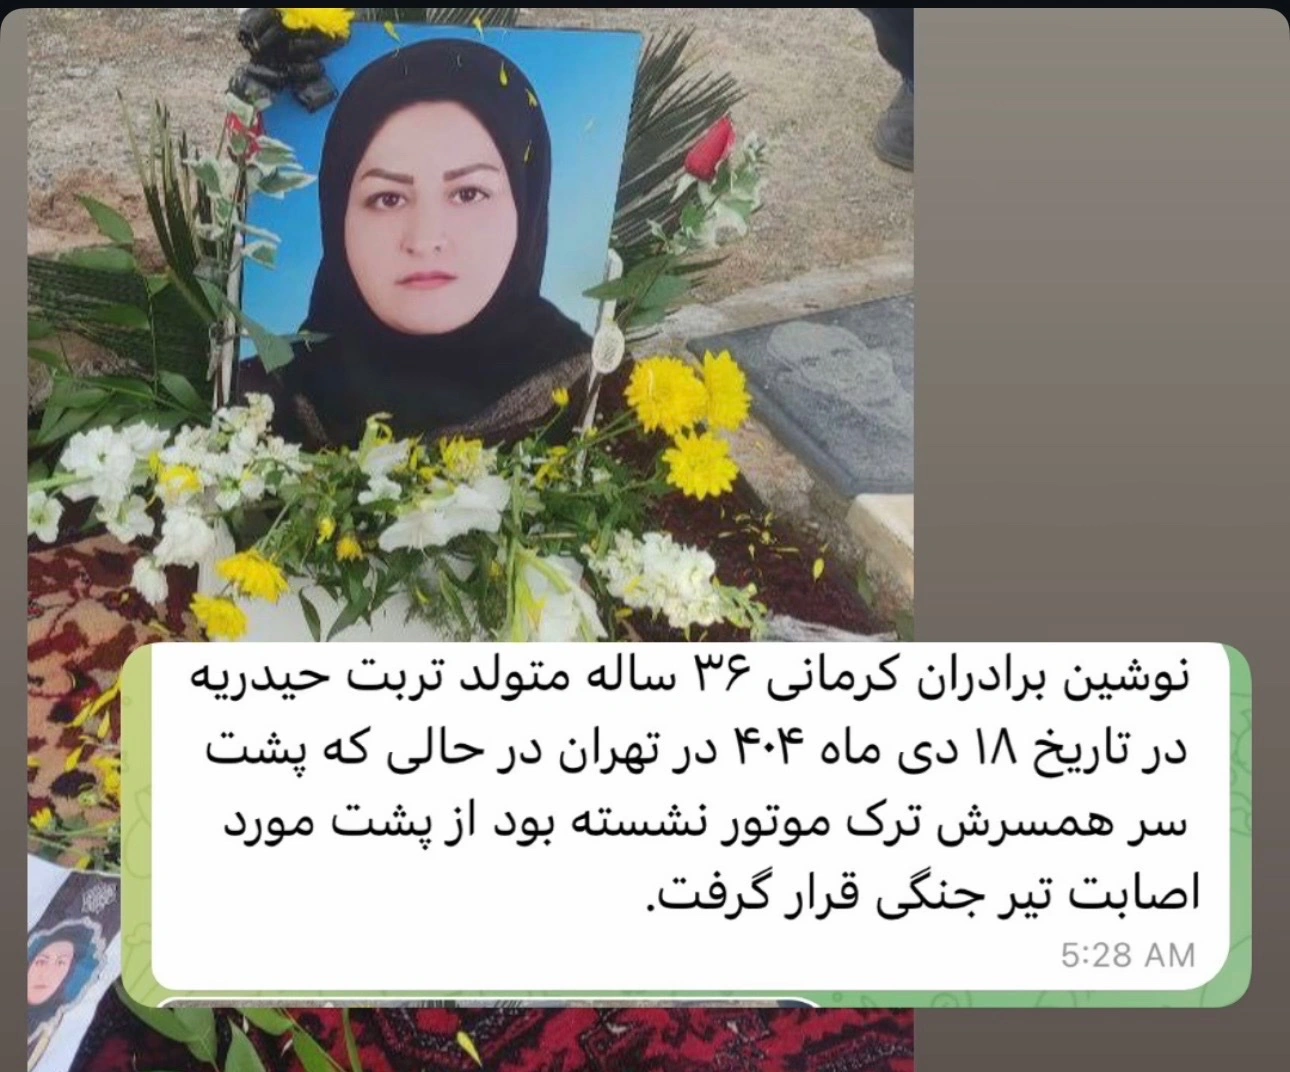 نوشین برادران کرمانی ۳۶ ساله متولد تربت حیدریه
در تاریخ ۱۸ دی ماه ۴۰۴ در تهران در حالی که پشت
سر همسرش ترک موتور نشسته بود از پشت مورد
اصابت تیر جنگی قرار گرفت.
5:28 AM